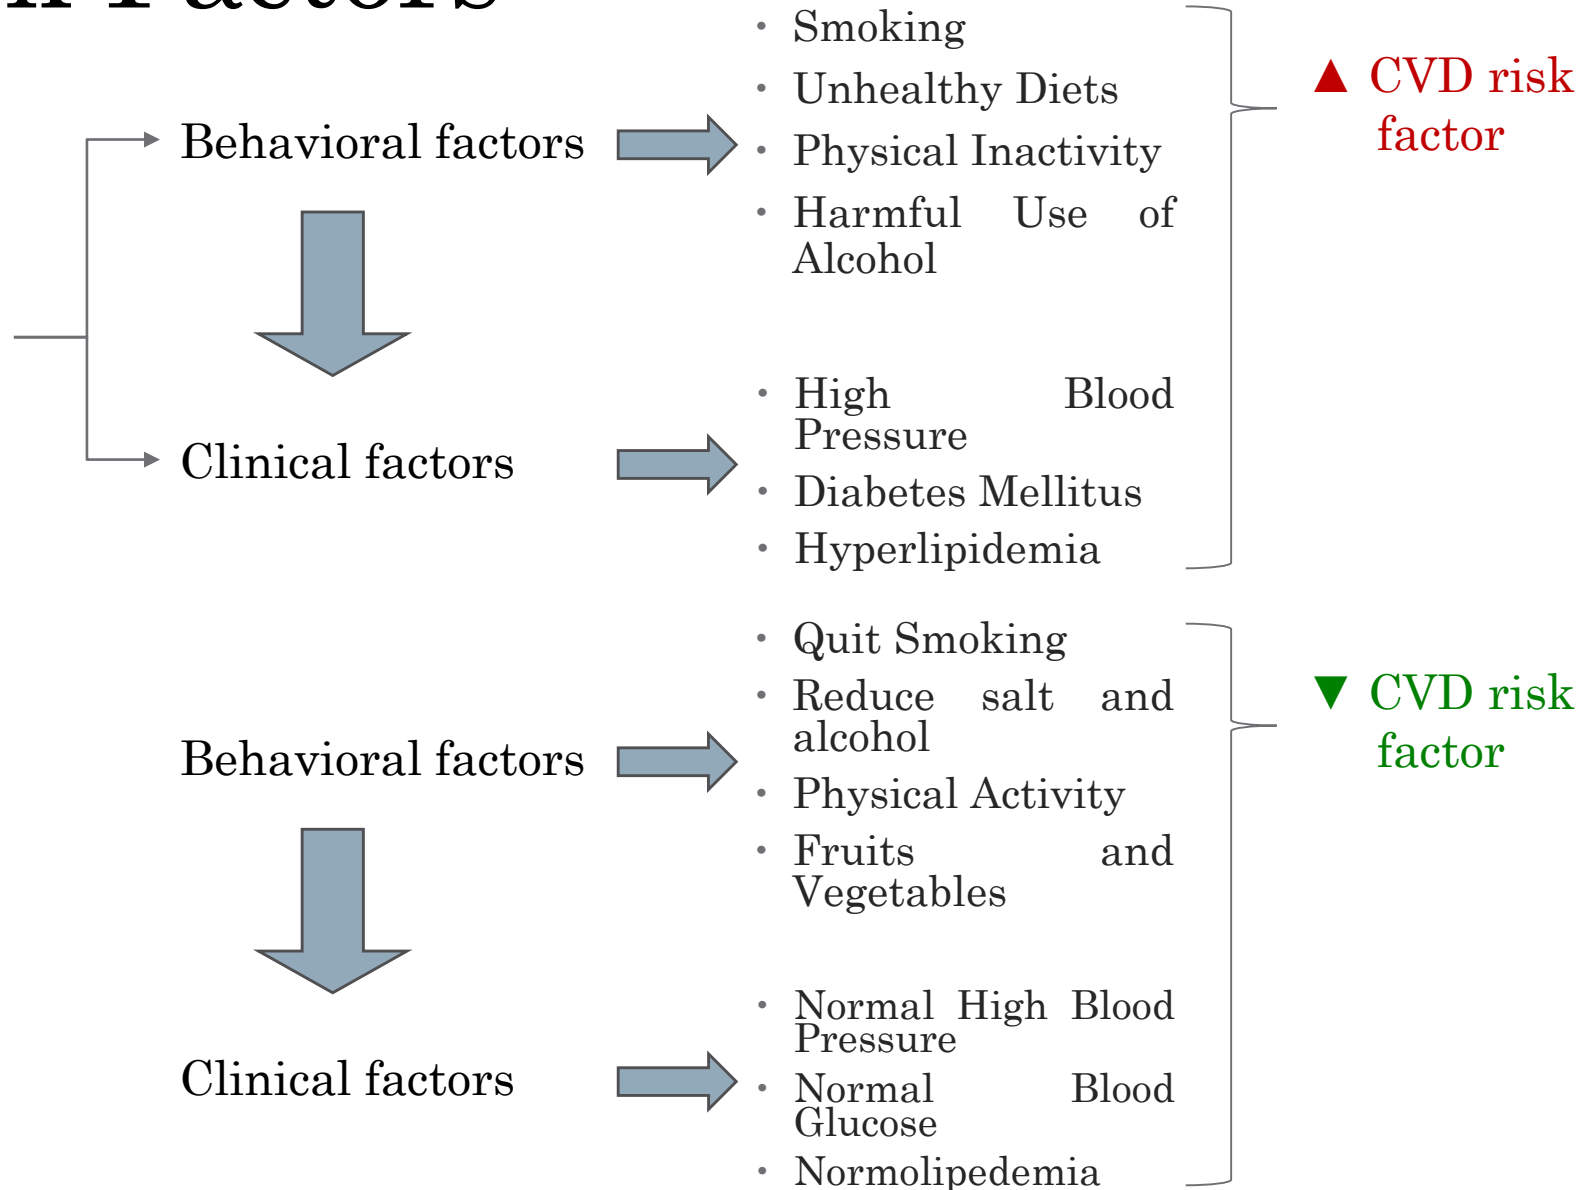 Factors
• Smoking
• Unhealthy Diets
• Physical Inactivity
• Harmful Use of
Alcohol
▲ CVD risk
factor
Behavioral factors
• High Blood
Pressure
• Diabetes Mellitus
• Hyperlipidemia
Clinical factors
• Quit Smoking
• Reduce salt and
alcohol
• Physical Activity
• Fruits and
Vegetables
▼ CVD risk
factor
Behavioral factors
• Normal High Blood
Pressure
• Normal Blood
Glucose
• Normolipedemia
Clinical factors